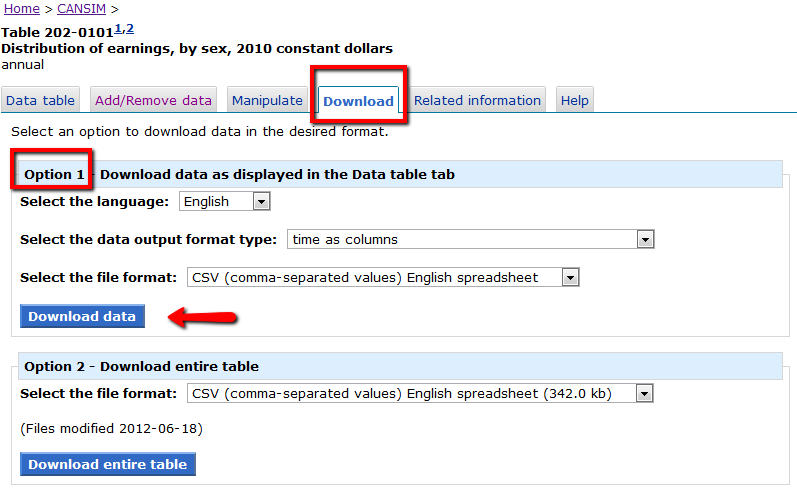 Home > CANSIM >
Table 202-0101 1,2
Distribution of earnings, by sex, 2010 constant dollars
annual
Data table Add/Remove data Manipulate Download Related information Help
Select an option to download data in the desired format.
Option 1 - Download data as displayed in the Data table tab
Select the language: English
Select the data output format type: time as columns
Select the file format: CSV (comma-separated values) English spreadsheet
Download data
Option 2 - Download entire table
Select the file format: CSV (comma-separated values) English spreadsheet (342.0 kb)
(Files modified 2012-06-18)
Download entire table